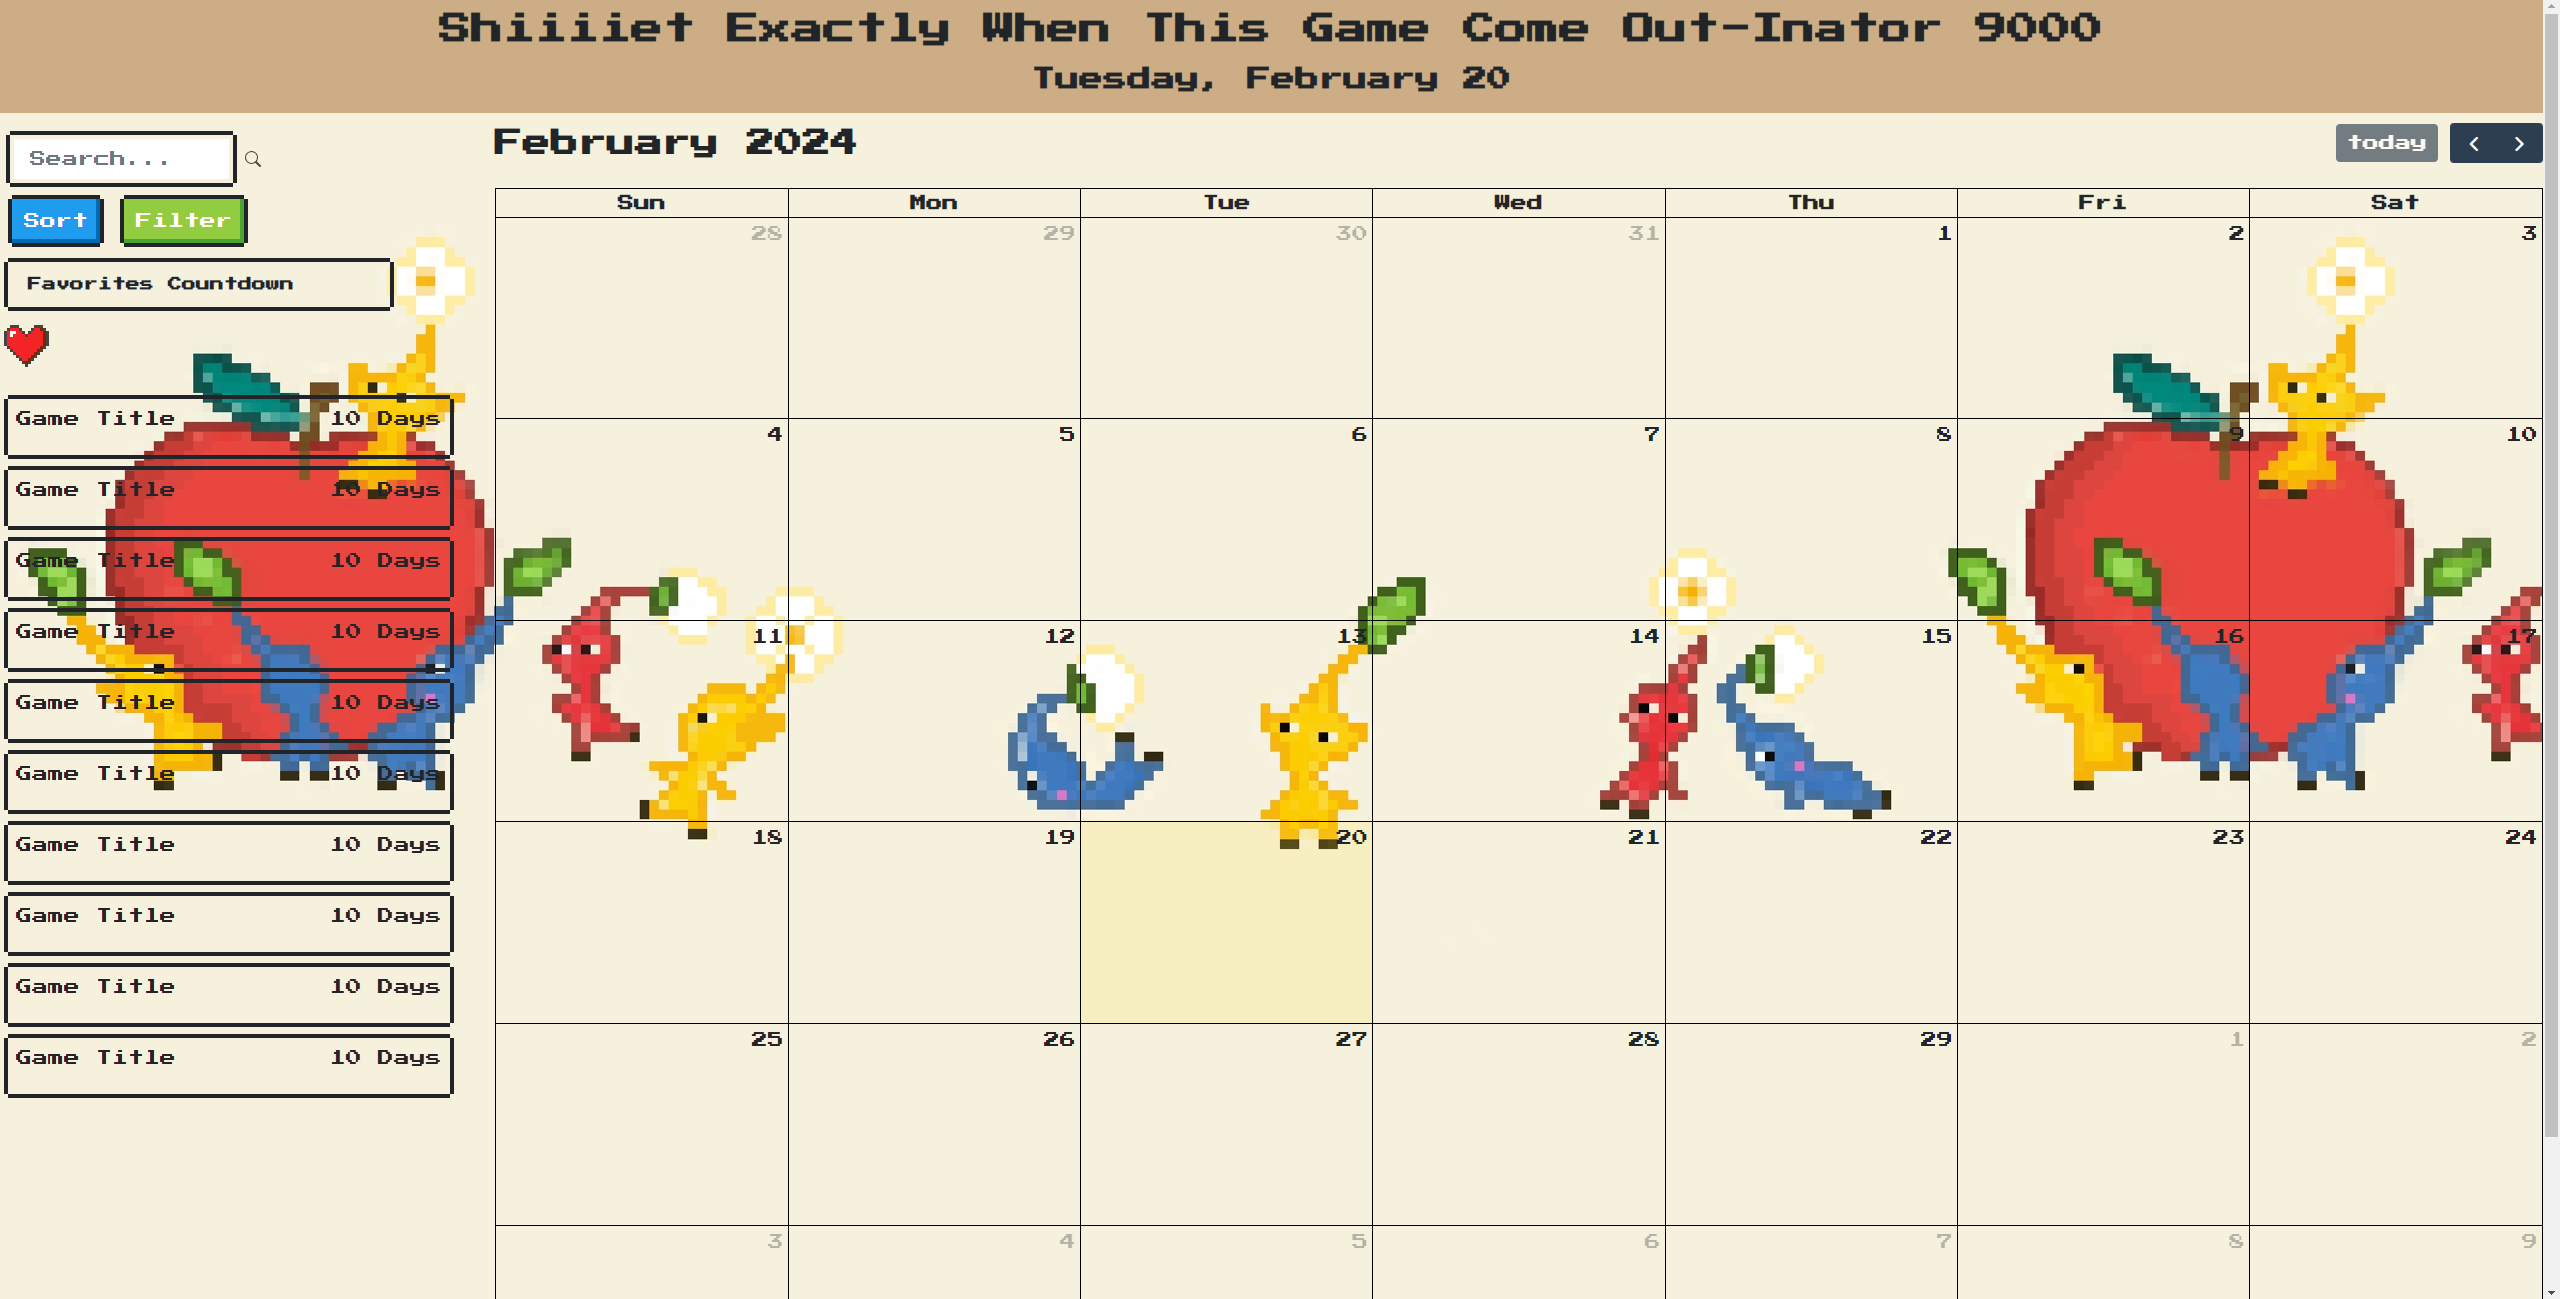 Shiiiiet Exactly When This Game Come Out-Inator 9000
Tuesday, February 20
Search...
Sort Filter
Favorites Countdown
Game Title 10 Days
Game Title 10 Days
Game Title 10 Days
Game Title 10 Days
Game Title 10 Days
Game Title 10 Days
Game Title 10 Days
Game Title 10 Days
Game Title 10 Days
Game Title 10 Days
February 2024 today
Sun Mon Tue Wed Thu Fri Sat
28 29 30 31 1 2 3
4 5 6 7 8 9 10
11 12 13 14 15 16 17
18 19 20 21 22 23 24
25 26 27 28 29 1 2
3 4 5 6 7 8 9